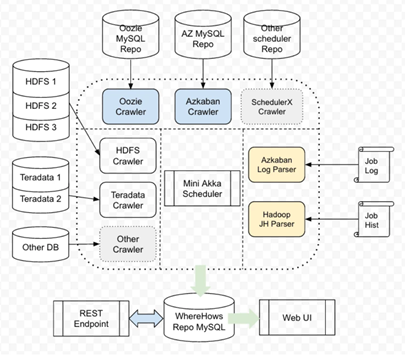 Oozie
MySQL
Repo
AZ MySQL
Repo
Other
scheduler
Repo
HDFS 1
HDFS 2
HDFS 3
Oozie
Crawler
Azkaban
Crawler
SchedulerX
Crawler
HDFS
Crawler
Azkaban
Log Parser
Job
Log
Teradata 1
Teradata 2
Teradata
Crawler
Mini Akka
Scheduler
Hadoop
JH Parser
Job
Hist
Other DB
Other
Crawler
REST
Endpoint
WhereHows
Repo MySQL
Web UI